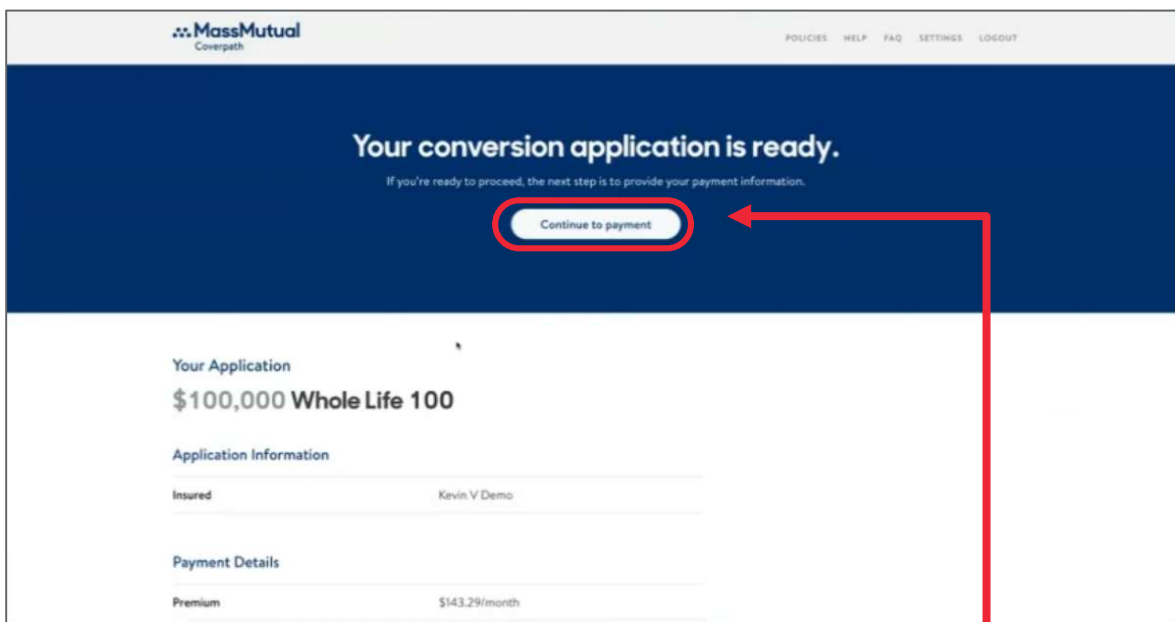 MassMutual
Coverpath
POLICIES HELP FAQ SETTINGS LOGOUT
Your conversion application is ready.
If you're ready to proceed, the next step is to provide your payment information.
Continue to payment
Your Application
$100,000 Whole Life 100
Application Information
Insured Kevin V Demo
Payment Details
Premium $143.29/month